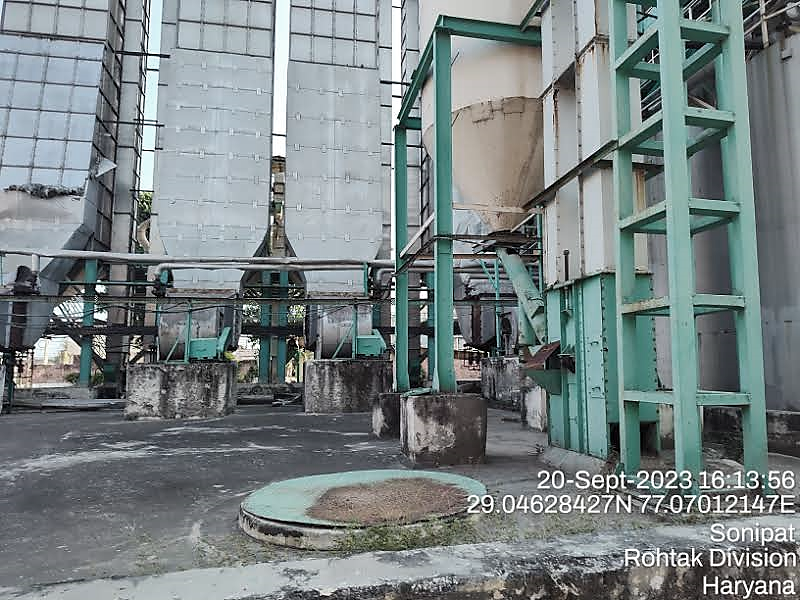 20-Sept-2023 16:13:56
29.04628427N 77.07012147E
Sonipat
Rohtak Division
Haryana